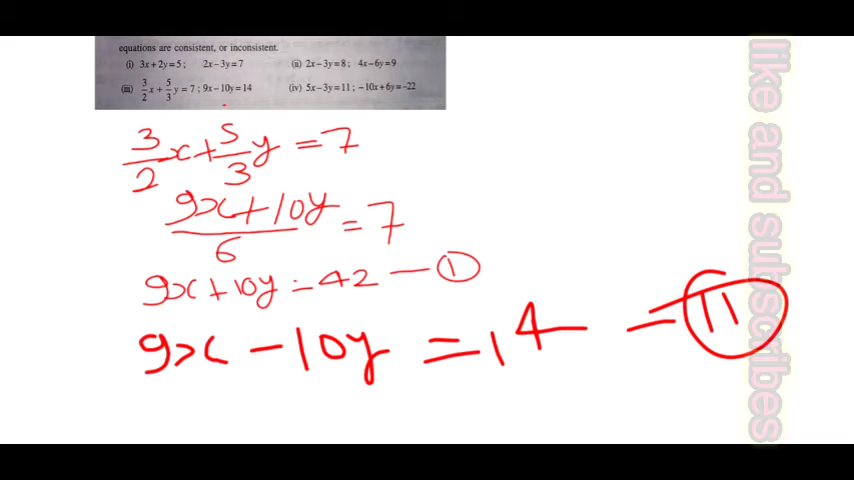 equations are consistent, or inconsistent.
(i) 3x+2y=5; 2x-3y=7 (ii) 2x-3y=8; 4x-6y=9
(iii) 3/2 x + 5/3 y = 7; 9x-10y=14 (iv) 5x-3y=11; -10x+6y=-22
3/2 x + 5/3 y = 7
9x+10y/6 = 7
9x+10y=42 — ①
9x-10y=14 = 11
like and subscribes